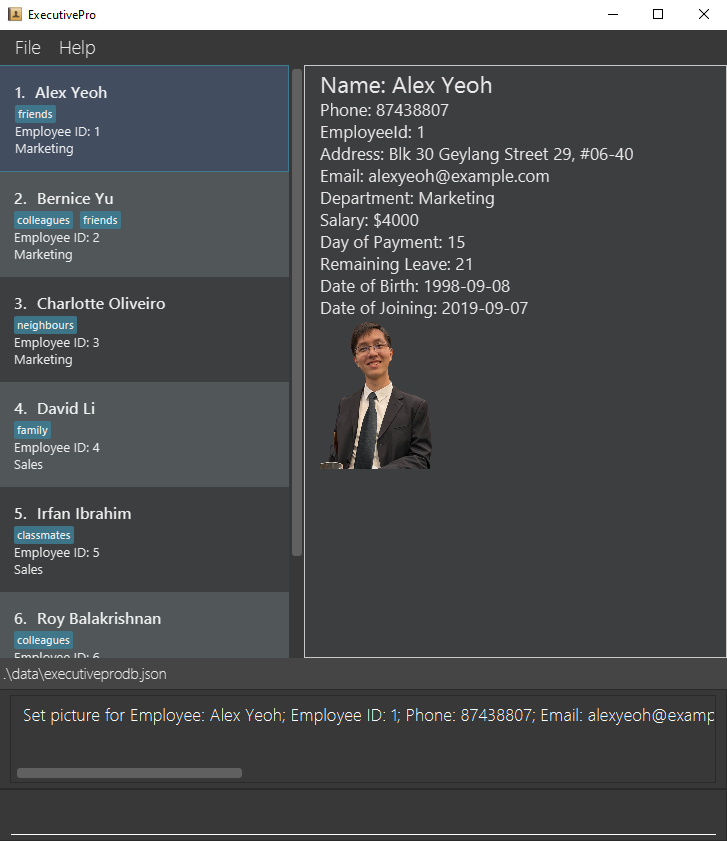 ExecutivePro
File Help
1. Alex Yeoh
friends
Employee ID: 1
Marketing
2. Bernice Yu
colleagues friends
Employee ID: 2
Marketing
3. Charlotte Oliveiro
neighbours
Employee ID: 3
Marketing
4. David Li
family
Employee ID: 4
Sales
5. Irfan Ibrahim
classmates
Employee ID: 5
Sales
6. Roy Balakrishnan
colleagues
Employee ID: 6
Name: Alex Yeoh
Phone: 87438807
EmployeeId: 1
Address: Blk 30 Geylang Street 29, #06-40
Email: alexyeoh@example.com
Department: Marketing
Salary: $4000
Day of Payment: 15
Remaining Leave: 21
Date of Birth: 1998-09-08
Date of Joining: 2019-09-07
.\data\executiveprodb.json
Set picture for Employee: Alex Yeoh; Employee ID: 1; Phone: 87438807; Email: alexyeoh@examp